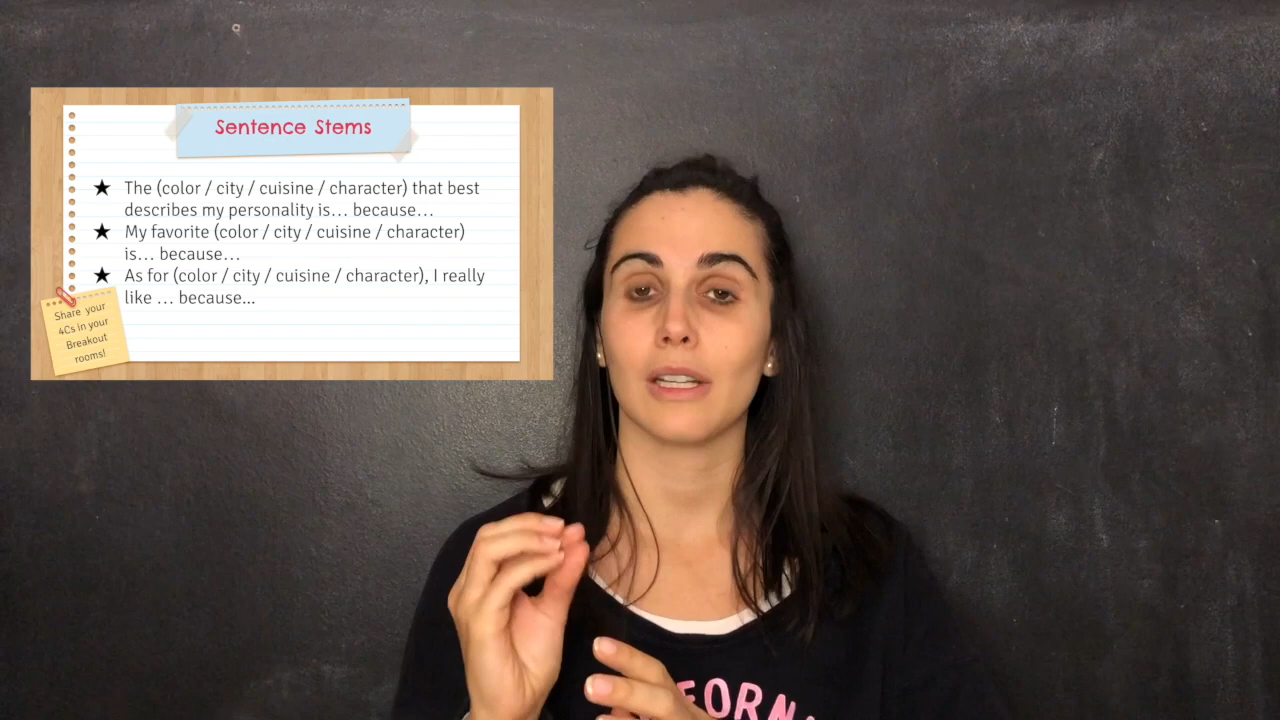 Sentence Stems
★ The (color / city / cuisine / character) that best
describes my personality is... because...
★ My favorite (color / city / cuisine / character)
is... because...
★ As for (color / city / cuisine / character), I really
like ... because...
Share your
4Cs in your
Breakout
rooms!